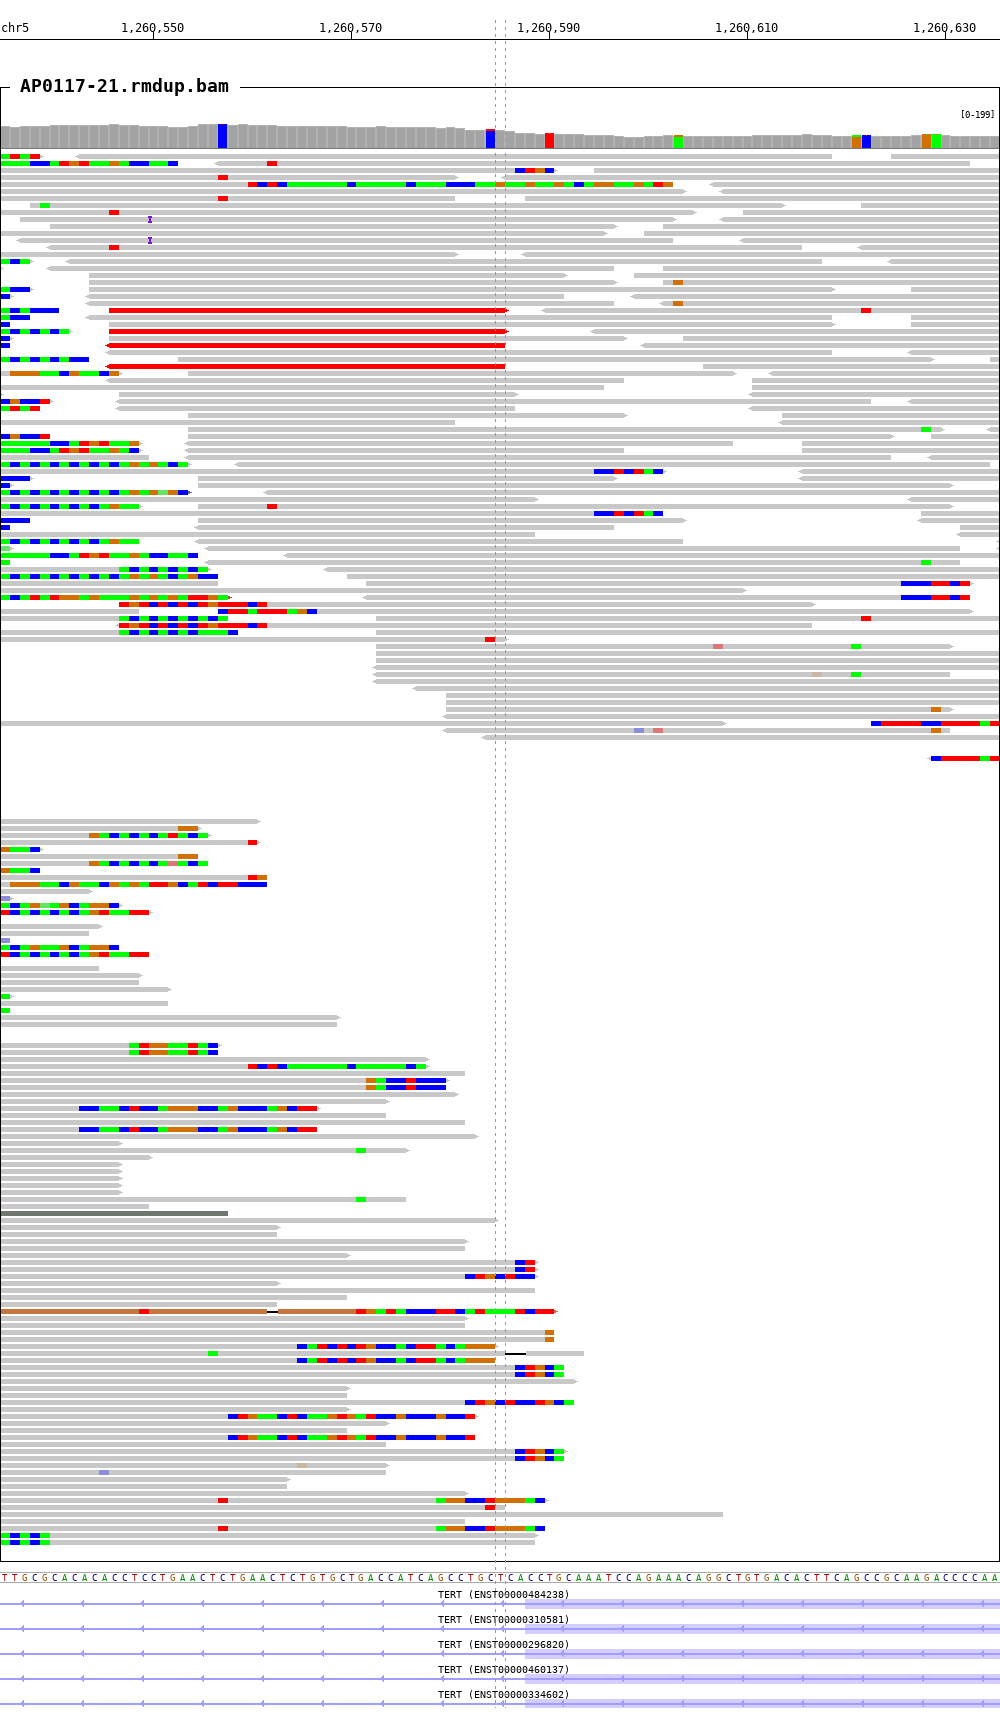 chr5 1,260,550 1,260,570 1,260,590 1,260,610 1,260,630
AP0117-21.rmdup.bam
[0-199]
TTGCGCACACACCTCCTGAACTCTGAACTCTGTGCTGACCATCAGCCTGCTCACCTGCAAATCCAGAAACAGGCTGTGACACTTCAGCCGCAAGACCCCAA
TERT (ENST00000484238)
TERT (ENST00000310581)
TERT (ENST00000296820)
TERT (ENST00000460137)
TERT (ENST00000334602)